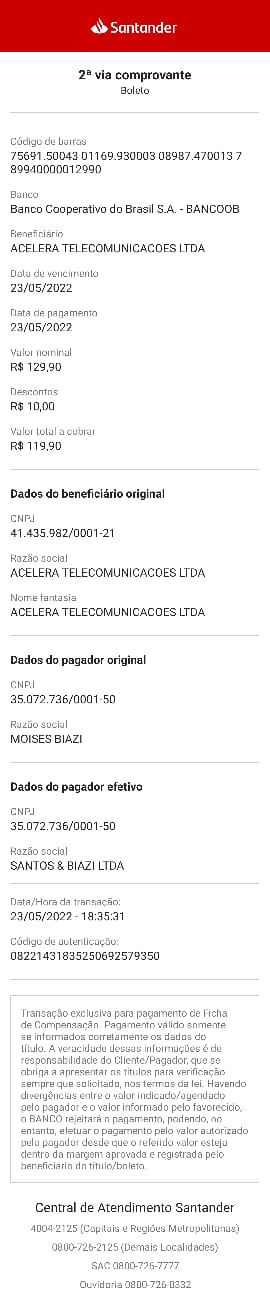 Santander
2ª via comprovante
Boleto
Código de barras
75691.50043 01169.930003 08987.470013 7
89940000012990
Banco
Banco Cooperativo do Brasil S.A. - BANCOOB
Beneficiário
ACELERA TELECOMUNICACOES LTDA
Data de vencimento
23/05/2022
Data de pagamento
23/05/2022
Valor nominal
R$ 129,90
Descontos
R$ 10,00
Valor total a cobrar
R$ 119,90
Dados do beneficiário original
CNPJ
41.435.982/0001-21
Razão social
ACELERA TELECOMUNICACOES LTDA
Nome fantasia
ACELERA TELECOMUNICACOES LTDA
Dados do pagador original
CNPJ
35.072.736/0001-50
Razão social
MOISES BIAZI
Dados do pagador efetivo
CNPJ
35.072.736/0001-50
Razão social
SANTOS & BIAZI LTDA
Data/Hora da transação:
23/05/2022 - 18:35:31
Código de autenticação:
08221431835250692579350
Transação exclusiva para pagamento de Ficha
de Compensação. Pagamento válido somente
se informados corretamente os dados do
título. A veracidade dessas informações é de
responsabilidade do Cliente/Pagador, que se
obriga a apresentar os títulos para verificação
sempre que solicitado, nos termos da lei. Havendo
divergências entre o valor indicado/agendado
pelo pagador e o valor informado pelo favorecido,
o BANCO rejeitará o pagamento, podendo, no
entanto, efetuar o pagamento pelo valor autorizado
pelo pagador desde que o referido valor esteja
dentro da margem aprovada e registrada pelo
beneficiário do título/boleto.
Central de Atendimento Santander
4004-2125 (Capitais e Regiões Metropolitanas)
0800-726-2125 (Demais Localidades)
SAC 0800-726-7777
Ouvidoria 0800-726-0332